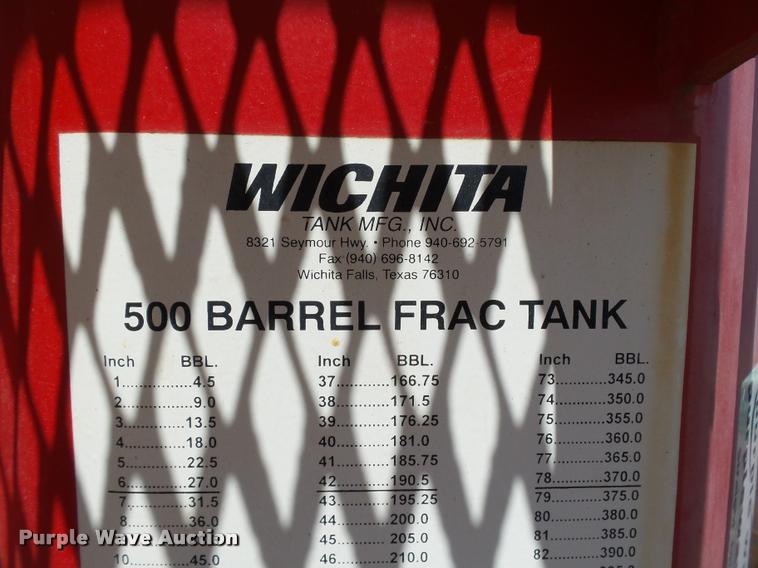 WICHITA
TANK MFG., INC.
8321 Seymour Hwy. • Phone 940-692-5791
Fax (940) 696-8142
Wichita Falls, Texas 76310
500 BARREL FRAC TANK
Inch BBL. Inch BBL. Inch BBL.
1............4.5 37............166.75 73............345.0
2............9.0 38............171.5 74............350.0
3............13.5 39............176.25 75............355.0
4............18.0 40............181.0 76............360.0
5............22.5 41............185.75 77............365.0
6............27.0 42............190.5 78............370.0
7............31.5 43............195.25 79............375.0
8............36.0 44............200.0 80............380.0
45............205.0 81............385.0
10............45.0 46............210.0 82............390.0
Purple Wave Auction